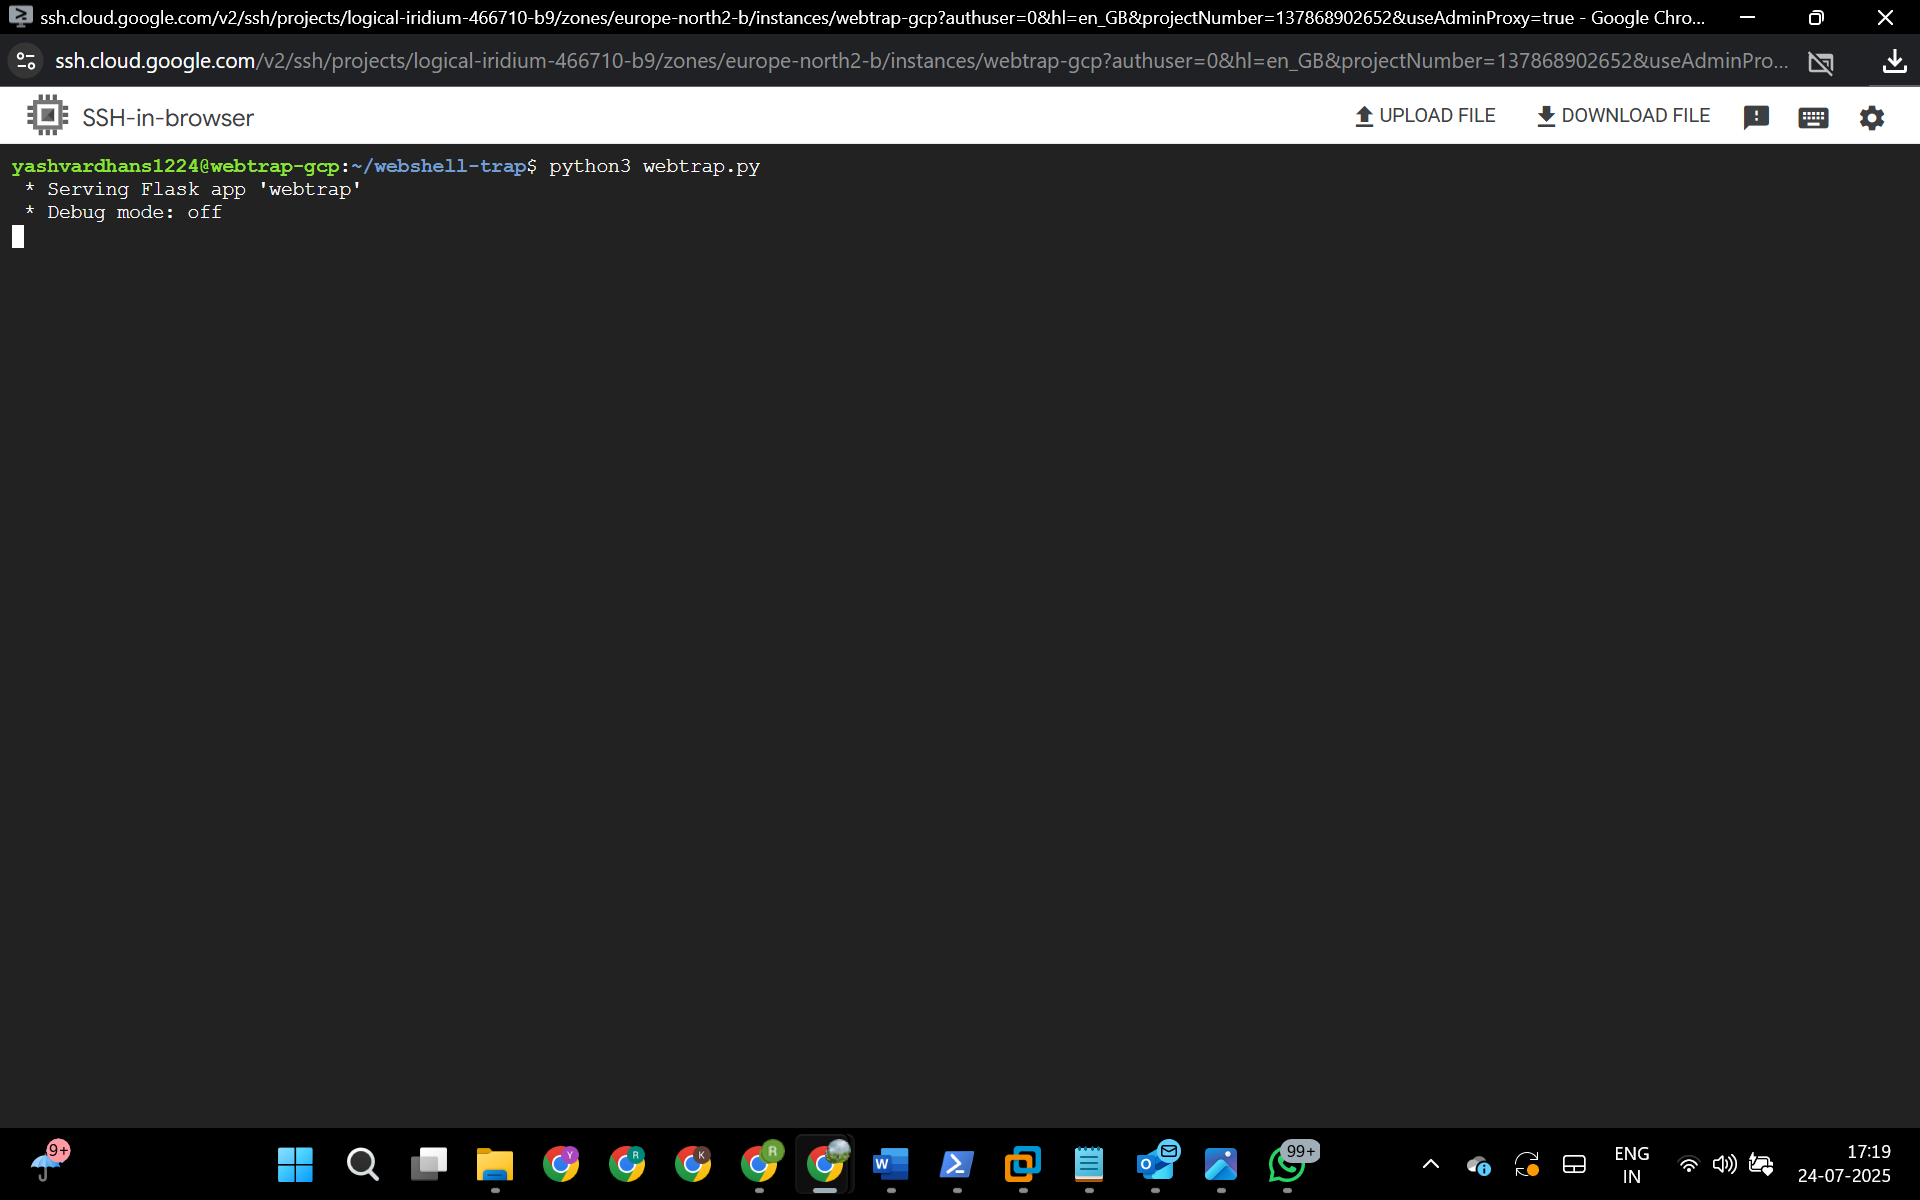 ssh.cloud.google.com/v2/ssh/projects/logical-iridium-466710-b9/zones/europe-north2-b/instances/webtrap-gcp?authuser=0&hl=en_GB&projectNumber=137868902652&useAdminProxy=true - Google Chro...
ssh.cloud.google.com/v2/ssh/projects/logical-iridium-466710-b9/zones/europe-north2-b/instances/webtrap-gcp?authuser=0&hl=en_GB&projectNumber=137868902652&useAdminPro...
SSH-in-browser
UPLOAD FILE
DOWNLOAD FILE
yashvardhans1224@webtrap-gcp:~/webshell-trap$ python3 webtrap.py
* Serving Flask app 'webtrap'
* Debug mode: off
9+
Y
R
K
R
W
O
99+
ENG
IN
17:19
24-07-2025